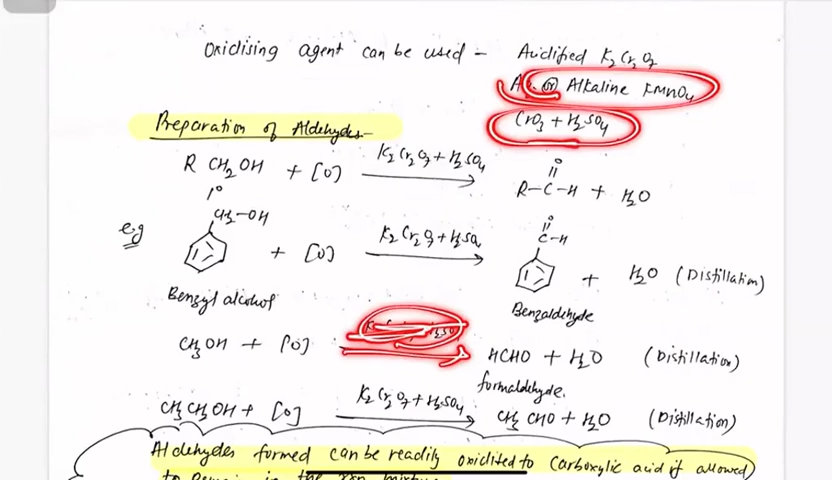 Oxidising agent can be used - Acidified K2Cr2O7
or Alkaline KMnO4
CrO3 + H2SO4
Preparation of Aldehydes-
R CH2OH + [O] K2Cr2O7 + H2SO4 R-C-H + H2O
1°
O
e.g CH2-OH + [O] K2Cr2O7 + H2SO4 C-H + H2O (Distillation)
O
Benzyl alcohol Benzaldehyde
CH3OH + [O] HCHO + H2O (Distillation)
formaldehyde.
CH3CH2OH + [O] K2Cr2O7 + H2SO4 CH3CHO + H2O (Distillation)
Aldehydes formed can be readily oxidited to carboxylic acid if allowed